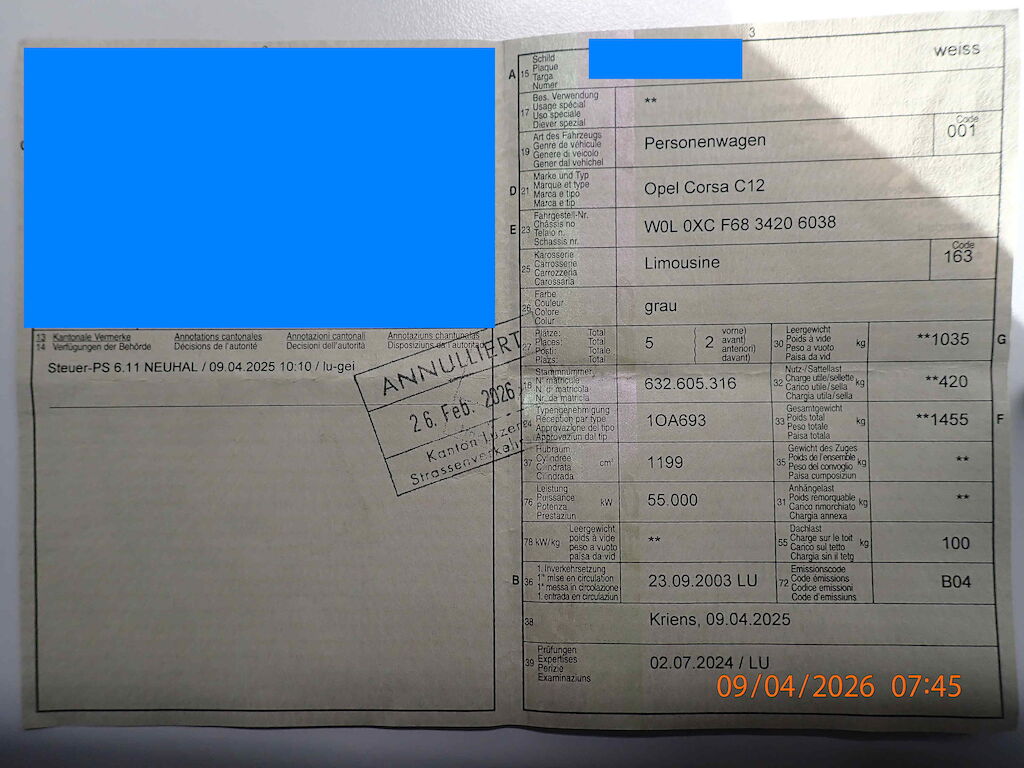 3
A 15 Schild
Plaque
Targa
Numer
weiss
17 Bes. Verwendung
Usage spécial
Uso speciale
Diever spezial
**
19 Art des Fahrzeugs
Genre de véhicule
Genere di veicolo
Gener dal vehichel
Personenwagen
Code
001
D 21 Marke und Typ
Marque et type
Marca e tipo
Marca e tip
Opel Corsa C12
E 23 Fahrgestell-Nr.
Châssis no
Telaio n.
Schassis nr.
W0L 0XC F68 3420 6038
25 Karosserie
Carrosserie
Carrozzeria
Carossaria
Limousine
Code
163
26 Farbe
Couleur
Colore
Colur
grau
27 Plätze: Total
Places: Total
Posti: Totale
Plazs: Total
5
2 vorne)
avant)
anteriori)
davant)
30 Leergewicht
Poids à vide
Peso a vuoto
Paisa da vid
kg
**1035
G
18 Stammnummer
N° matricule
N. di matricola
Nr. da matricla
632.605.316
32 Nutz-/Sattellast
Charge utile/sellette
Carico utile/sella
Chargia utila/sella
kg
**420
24 Typengenehmigung
Réception par type
Approvazione del tipo
Approvaziun dal tip
1OA693
33 Gesamtgewicht
Poids total
Peso totale
Paisa totala
kg
**1455
F
37 Hubraum
Cylindrée
Cilindrata
Cilindrada
cm³
1199
35 Gewicht des Zuges
Poids de l'ensemble
Peso del convoglio
Paisa cumposiziun
kg
**
76 Leistung
Puissance
Potenza
Prestaziun
kW
55.000
31 Anhängelast
Poids remorquable
Carico rimorchiato
Chargia annexa
kg
**
78 kW/kg Leergewicht
poids à vide
peso a vuoto
paisa da vid
**
55 Dachlast
Charge sur le toit
Carico sul tetto
Chargia sin il tetg
kg
100
B 36 1. Inverkehrsetzung
1re mise en circulation
1a messa in circolazione
1. entrada en circulaziun
23.09.2003 LU
72 Emissionscode
Code émissions
Codice emissioni
Code d'emissiuns
B04
38
Kriens, 09.04.2025
39 Prüfungen
Expertises
Perizie
Examinaziuns
02.07.2024 / LU
13 Kantonale Vermerke Annotations cantonales Annotazioni cantonali Annotaziuns chantunalas
14 Verfügungen der Behörde Décisions de l'autorité Decisioni dell'autorità Disposiziuns da l'autoritad
Steuer-PS 6.11 NEUHAL / 09.04.2025 10:10 / lu-gei
ANNULLIERT
26. Feb. 2026
Kanton Luzern
09/04/2026 07:45